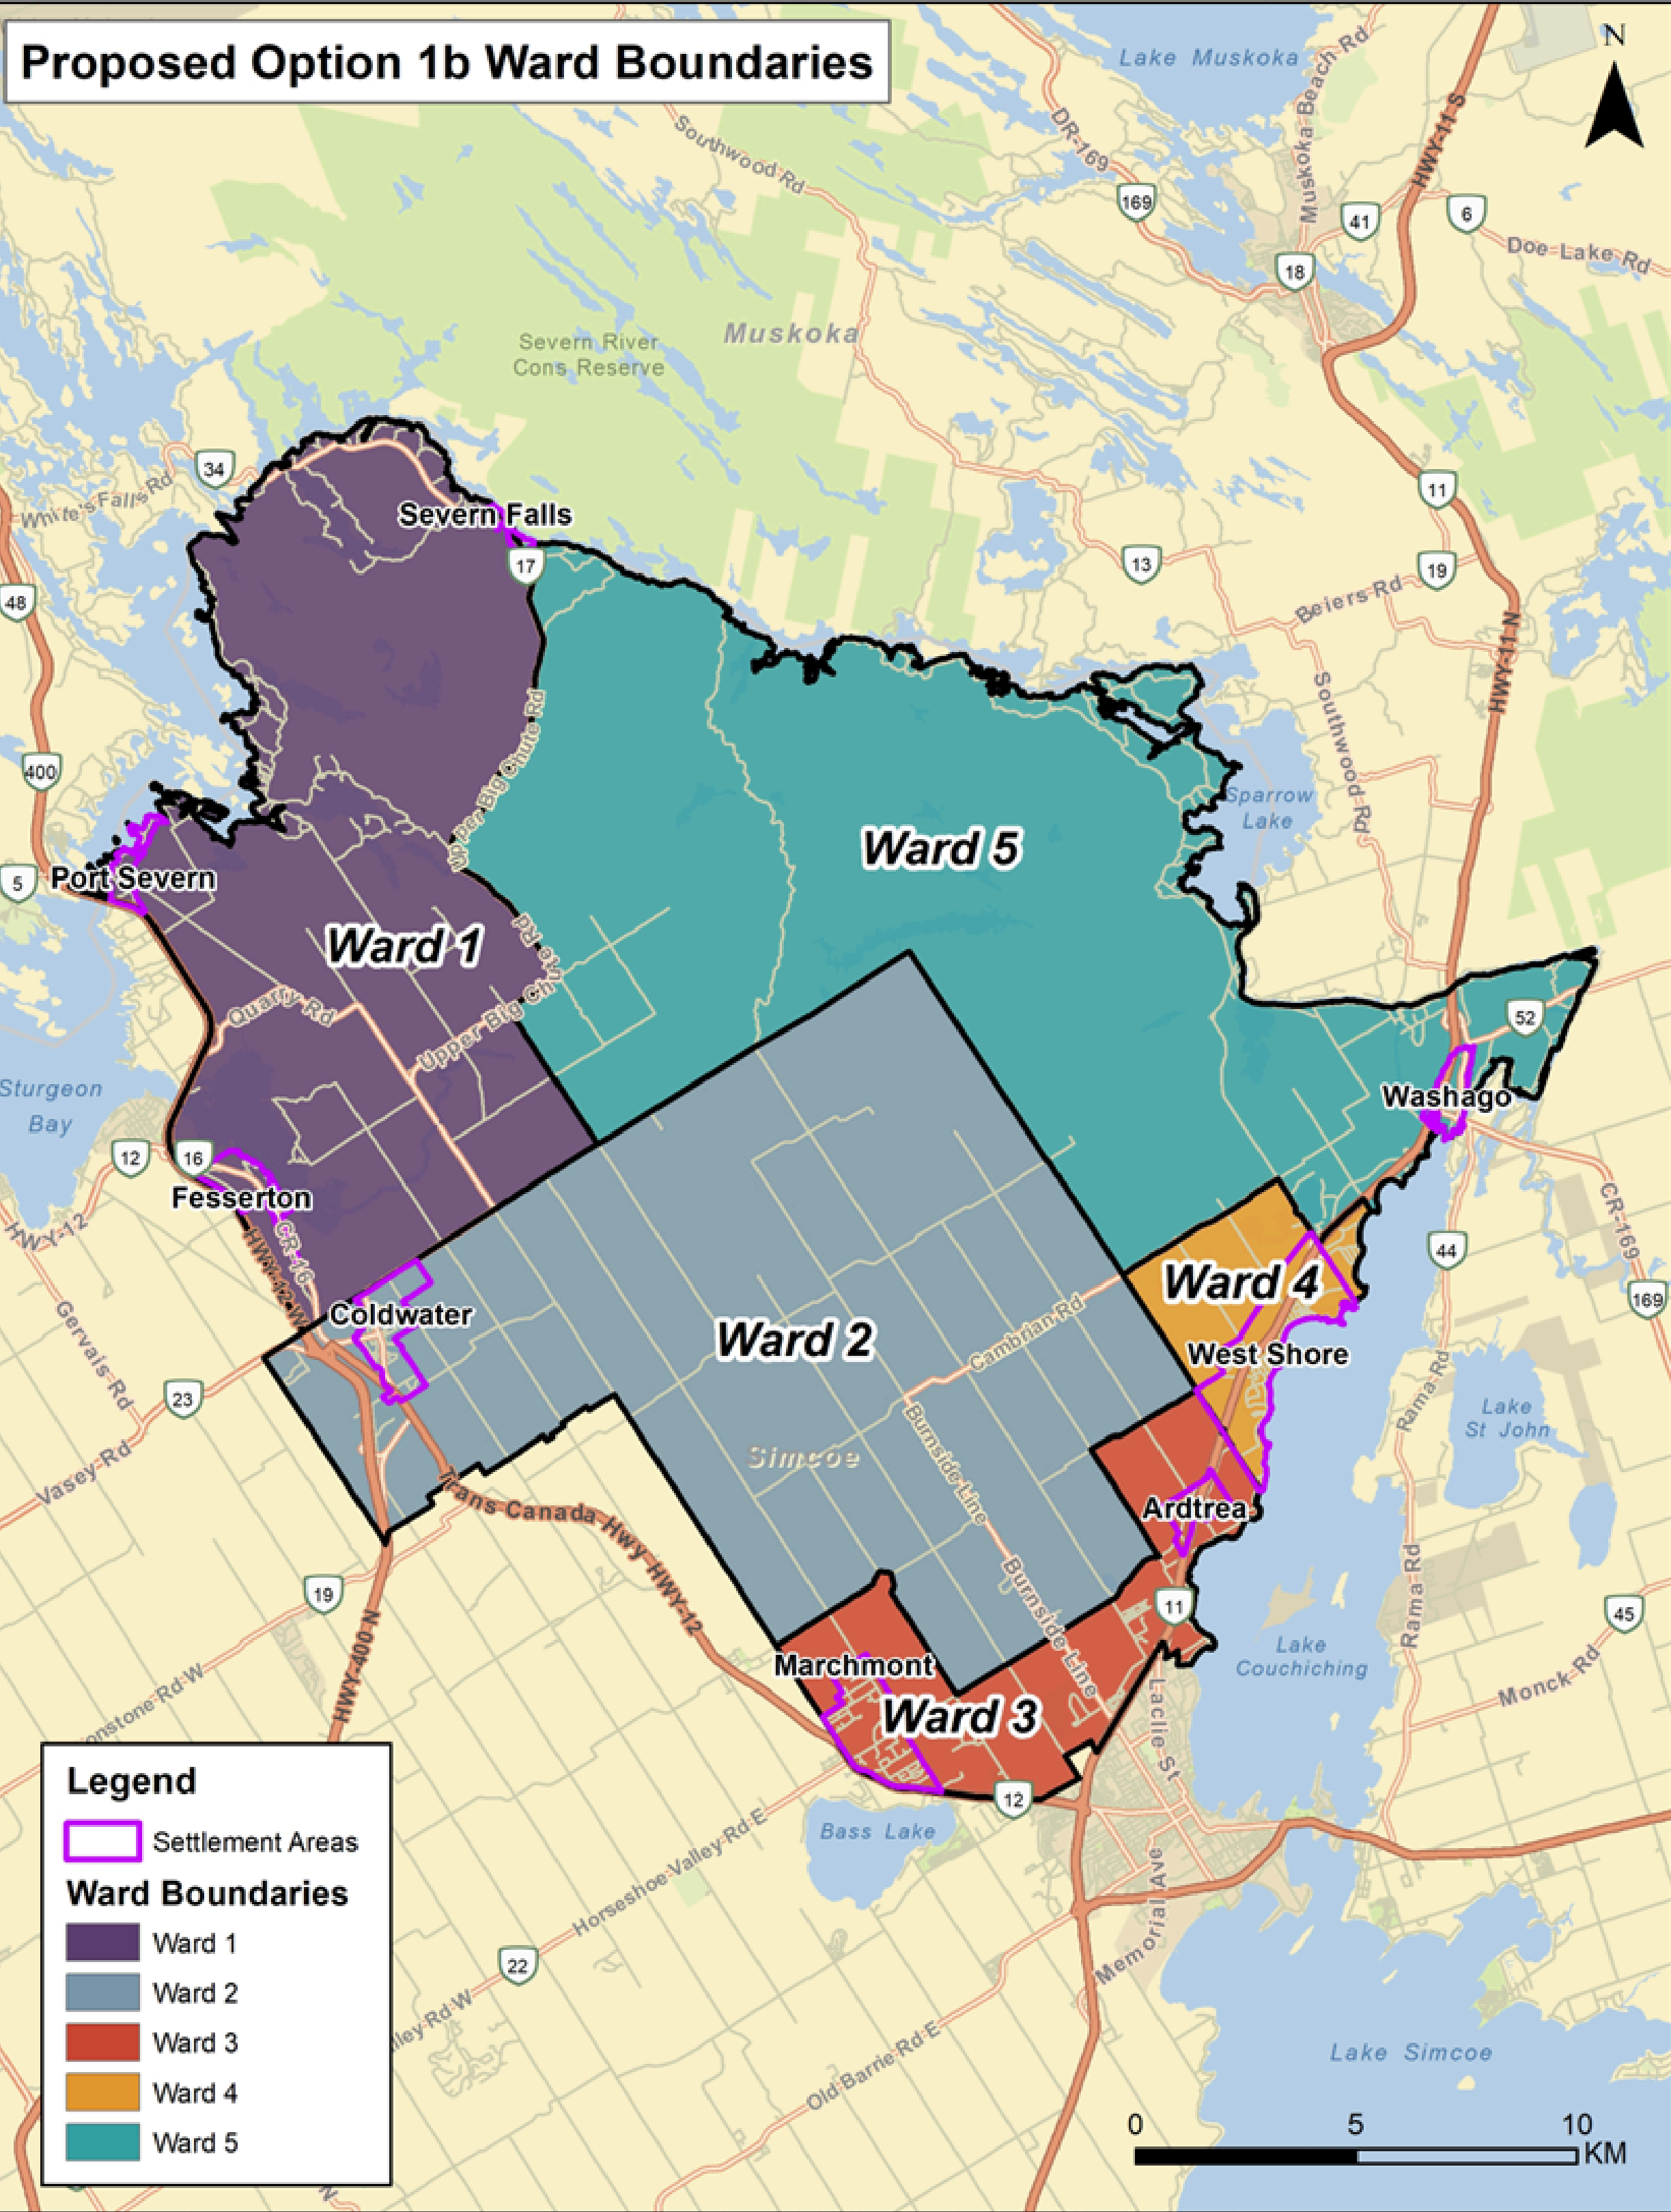 Proposed Option 1b Ward Boundaries
N
Lake Muskoka
Muskoka Beach Rd
HWY-11 S
Southwood Rd
DR-169
169
41
6
18
Doe Lake Rd
Muskoka
Severn River
Cons Reserve
34
White's Falls Rd
11
Severn Falls
17
13
19
48
Beiers Rd
HWY-11 N
Southwood Rd
Upper Big Chute Rd
400
Sparrow
Lake
Ward 5
5
Port Severn
Ward 1
Rd
Quarry Rd
Upper Big Chute
52
Sturgeon
Bay
Washago
12
16
Fesserton
HWY-12
CR-16
HWY-12 W
CR-169
44
Ward 4
169
Coldwater
Ward 2
Cambrian Rd
West Shore
Gervais Rd
23
Rama Rd
Lake
St John
Burnside Line
Simcoe
Vasey Rd
Trans Canada Hwy HWY-12
Ardtrea
19
Burnside Line
11
Rama Rd
45
HWY-400 N
Lake
Couchiching
Marchmont
Monck Rd
onstone Rd W
Ward 3
Laclie St
12
Bass Lake
Horseshoe Valley Rd E
Memorial Ave
22
lley Rd W
Old Barrie Rd E
Lake Simcoe
Legend
Settlement Areas
Ward Boundaries
Ward 1
Ward 2
Ward 3
Ward 4
Ward 5
0 5 10
KM
N